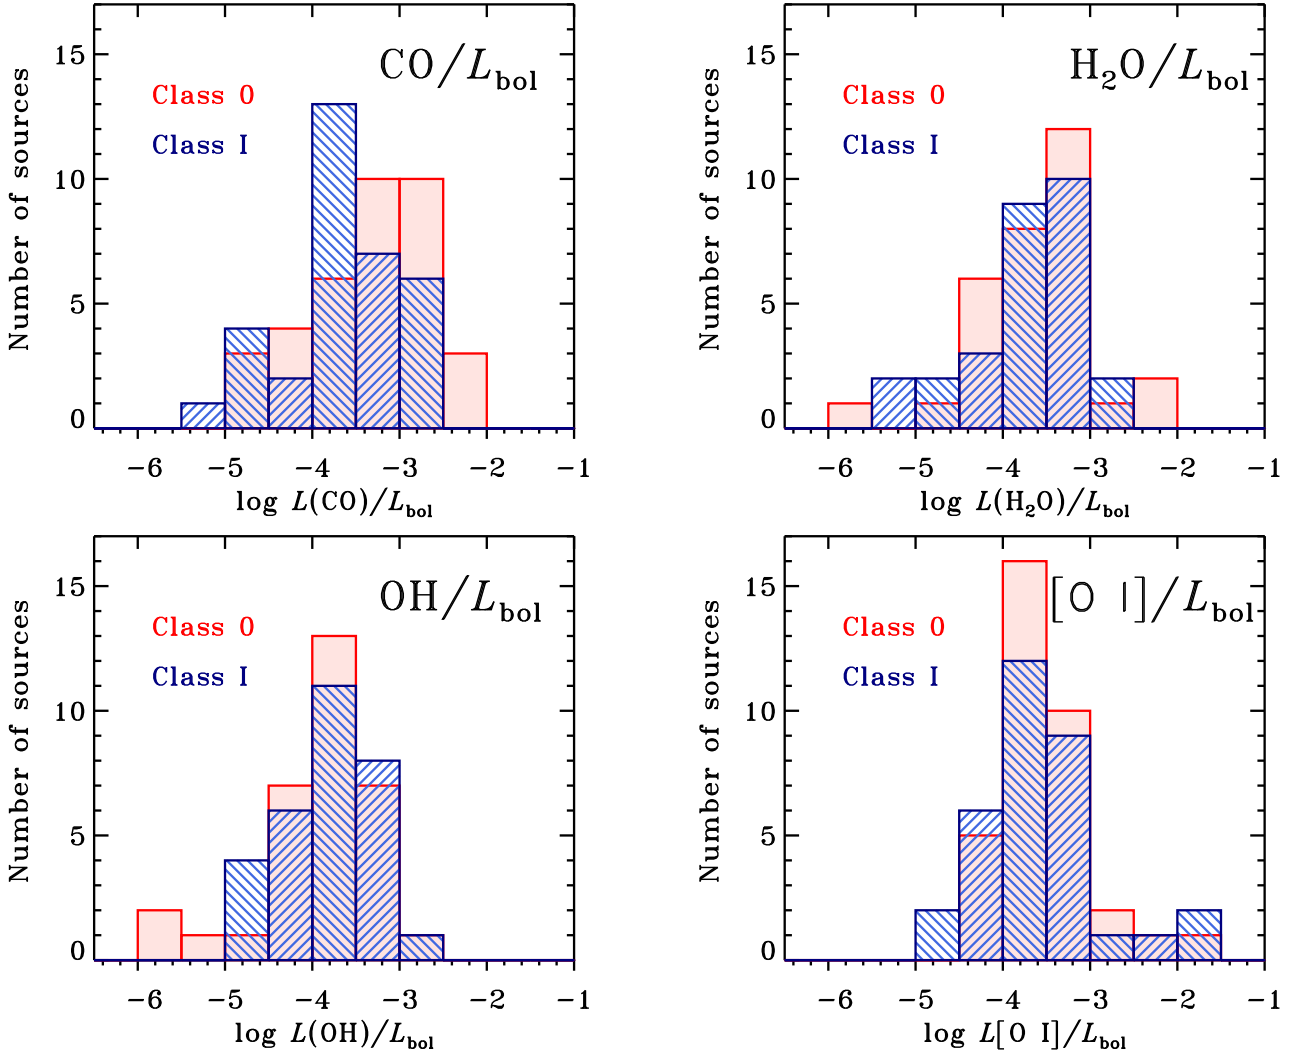 CO/L_bol
Class 0
Class I
Number of sources
15
10
5
0
−6 −5 −4 −3 −2 −1
log L(CO)/L_bol
H₂O/L_bol
Class 0
Class I
Number of sources
15
10
5
0
−6 −5 −4 −3 −2 −1
log L(H₂O)/L_bol
OH/L_bol
Class 0
Class I
Number of sources
15
10
5
0
−6 −5 −4 −3 −2 −1
log L(OH)/L_bol
[O I]/L_bol
Class 0
Class I
Number of sources
15
10
5
0
−6 −5 −4 −3 −2 −1
log L[O I]/L_bol